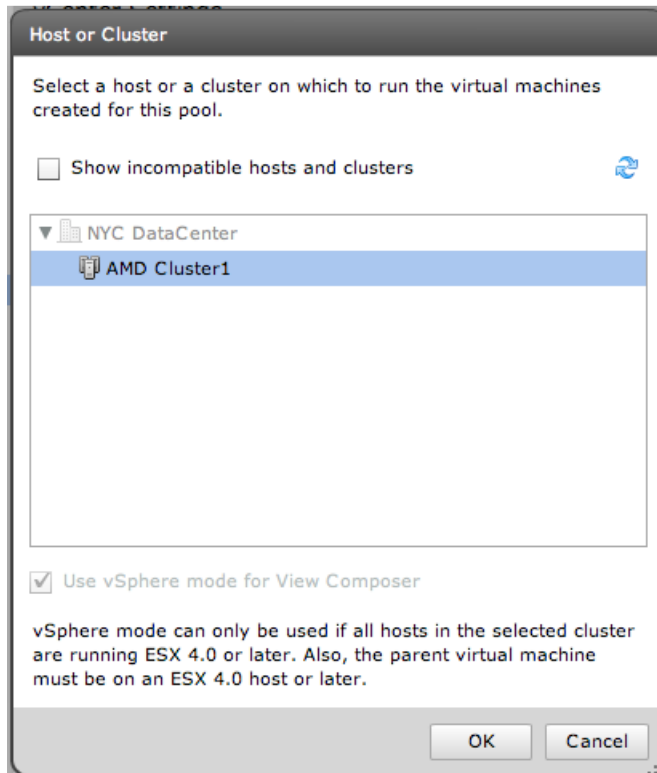 vCenter Settings
Host or Cluster
Select a host or a cluster on which to run the virtual machines
created for this pool.
Show incompatible hosts and clusters
NYC DataCenter
AMD Cluster1
Use vSphere mode for View Composer
vSphere mode can only be used if all hosts in the selected cluster
are running ESX 4.0 or later. Also, the parent virtual machine
must be on an ESX 4.0 host or later.
OK
Cancel